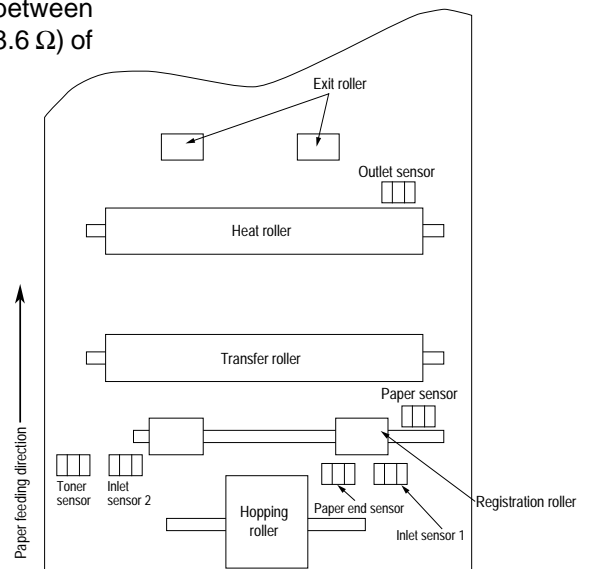 between
3.6 Ω) of
Exit roller
Outlet sensor
Heat roller
Transfer roller
Paper sensor
Toner
sensor
Inlet
sensor 2
Paper end sensor
Inlet sensor 1
Registration roller
Hopping
roller
Paper feeding direction